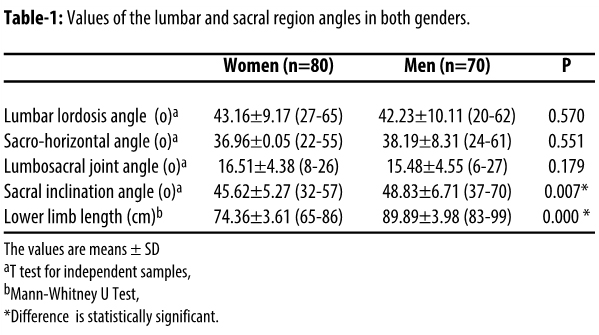 Table-1: Values of the lumbar and sacral region angles in both genders.
Women (n=80) Men (n=70) P
Lumbar lordosis angle (o)a 43.16±9.17 (27-65) 42.23±10.11 (20-62) 0.570
Sacro-horizontal angle (o)a 36.96±0.05 (22-55) 38.19±8.31 (24-61) 0.551
Lumbosacral joint angle (o)a 16.51±4.38 (8-26) 15.48±4.55 (6-27) 0.179
Sacral inclination angle (o)a 45.62±5.27 (32-57) 48.83±6.71 (37-70) 0.007*
Lower limb length (cm)b 74.36±3.61 (65-86) 89.89±3.98 (83-99) 0.000 *
The values are means ± SD
aT test for independent samples,
bMann-Whitney U Test,
*Difference is statistically significant.